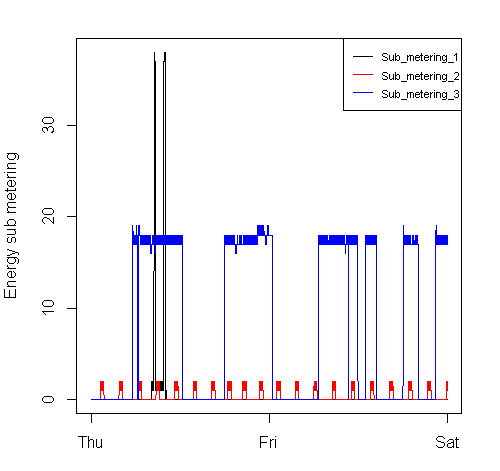 Sub_metering_1
Sub_metering_2
Sub_metering_3
Energy sub metering
30
20
10
0
Thu
Fri
Sat